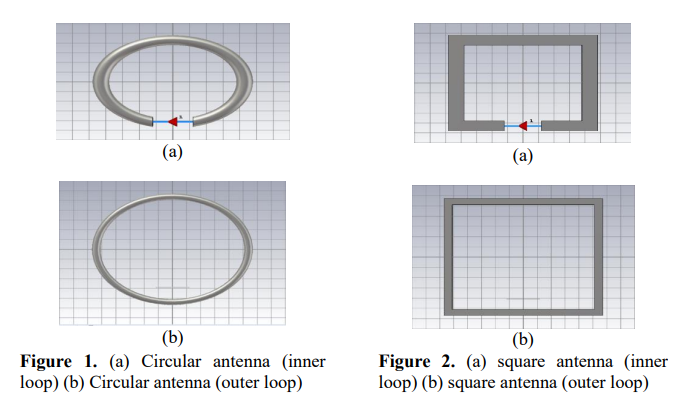 (a)
(a)
(b)
(b)
Figure 1. (a) Circular antenna (inner
loop) (b) Circular antenna (outer loop)
Figure 2. (a) square antenna (inner
loop) (b) square antenna (outer loop)